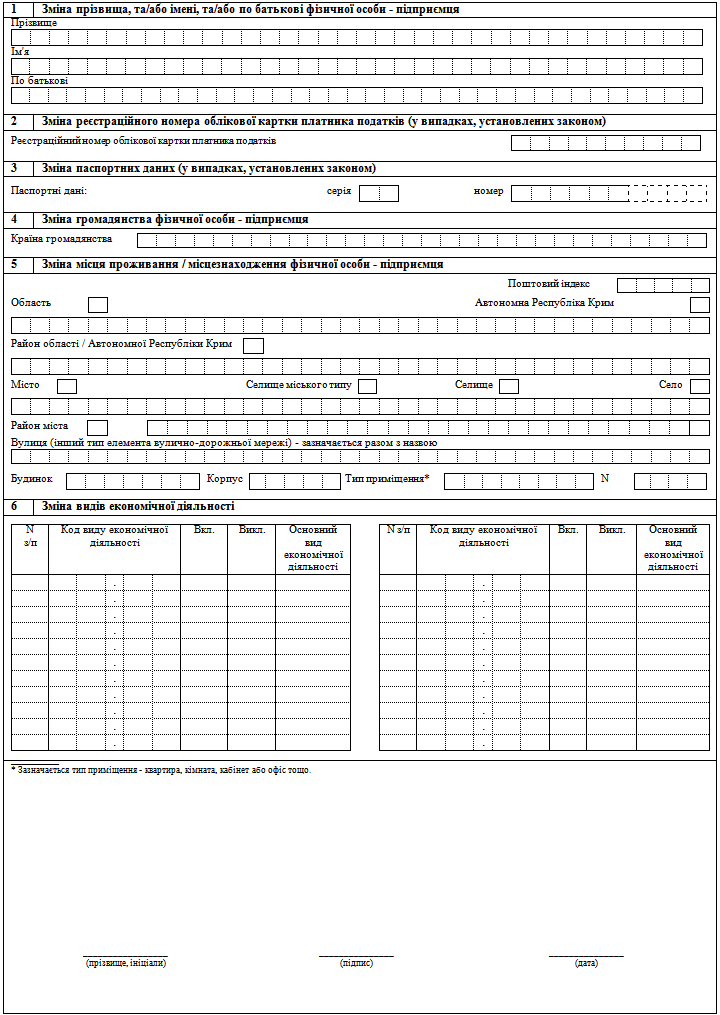 1 Зміна прізвища, та/або імені, та/або по батькові фізичної особи - підприємця
Прізвище
Ім'я
По батькові
2 Зміна реєстраційного номера облікової картки платника податків (у випадках, установлених законом)
Реєстраційний номер облікової картки платника податків
3 Зміна паспортних даних (у випадках, установлених законом)
Паспортні дані: серія номер
4 Зміна громадянства фізичної особи - підприємця
Країна громадянства
5 Зміна місця проживання / місцезнаходження фізичної особи - підприємця
Поштовий індекс
Область Автономна Республіка Крим
Район області / Автономної Республіки Крим
Місто Селище міського типу Селище Село
Район міста
Вулиця (інший тип елемента вулично-дорожньої мережі) - зазначається разом з назвою
Будинок Корпус Тип приміщення* N
6 Зміна видів економічної діяльності
N з/п Код виду економічної діяльності Вкл. Викл. Основний вид економічної діяльності N з/п Код виду економічної діяльності Вкл. Викл. Основний вид економічної діяльності
* Зазначається тип приміщення - квартира, кімната, кабінет або офіс тощо.
(прізвище, ініціали) (підпис) (дата)